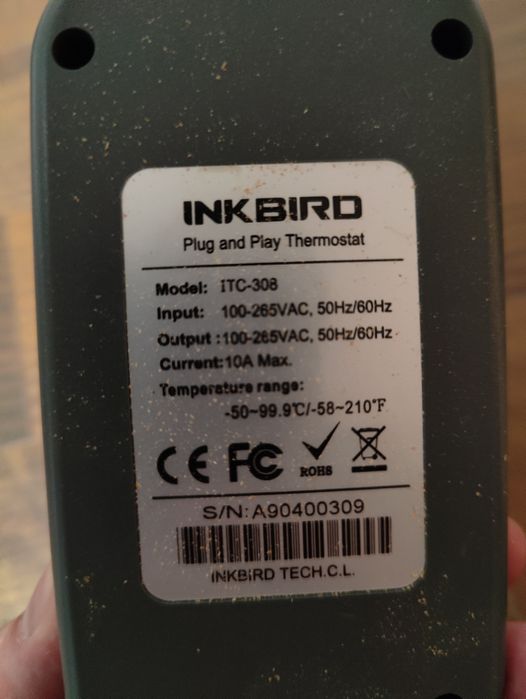 INKBIRD
Plug and Play Thermostat
Model: ITC-308
Input: 100-265VAC, 50Hz/60Hz
Output :100-265VAC, 50Hz/60Hz
Current:10A Max.
Temperature range:
-50~99.9℃/-58~210℉
CE FC ROHS
S/N: A90400309
INKBIRD TECH.C.L.